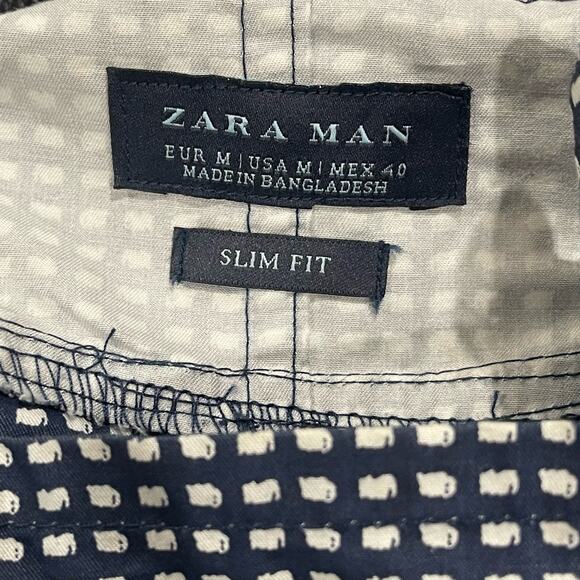 ZARA MAN
EUR M | USA M | MEX 40
MADE IN BANGLADESH
SLIM FIT